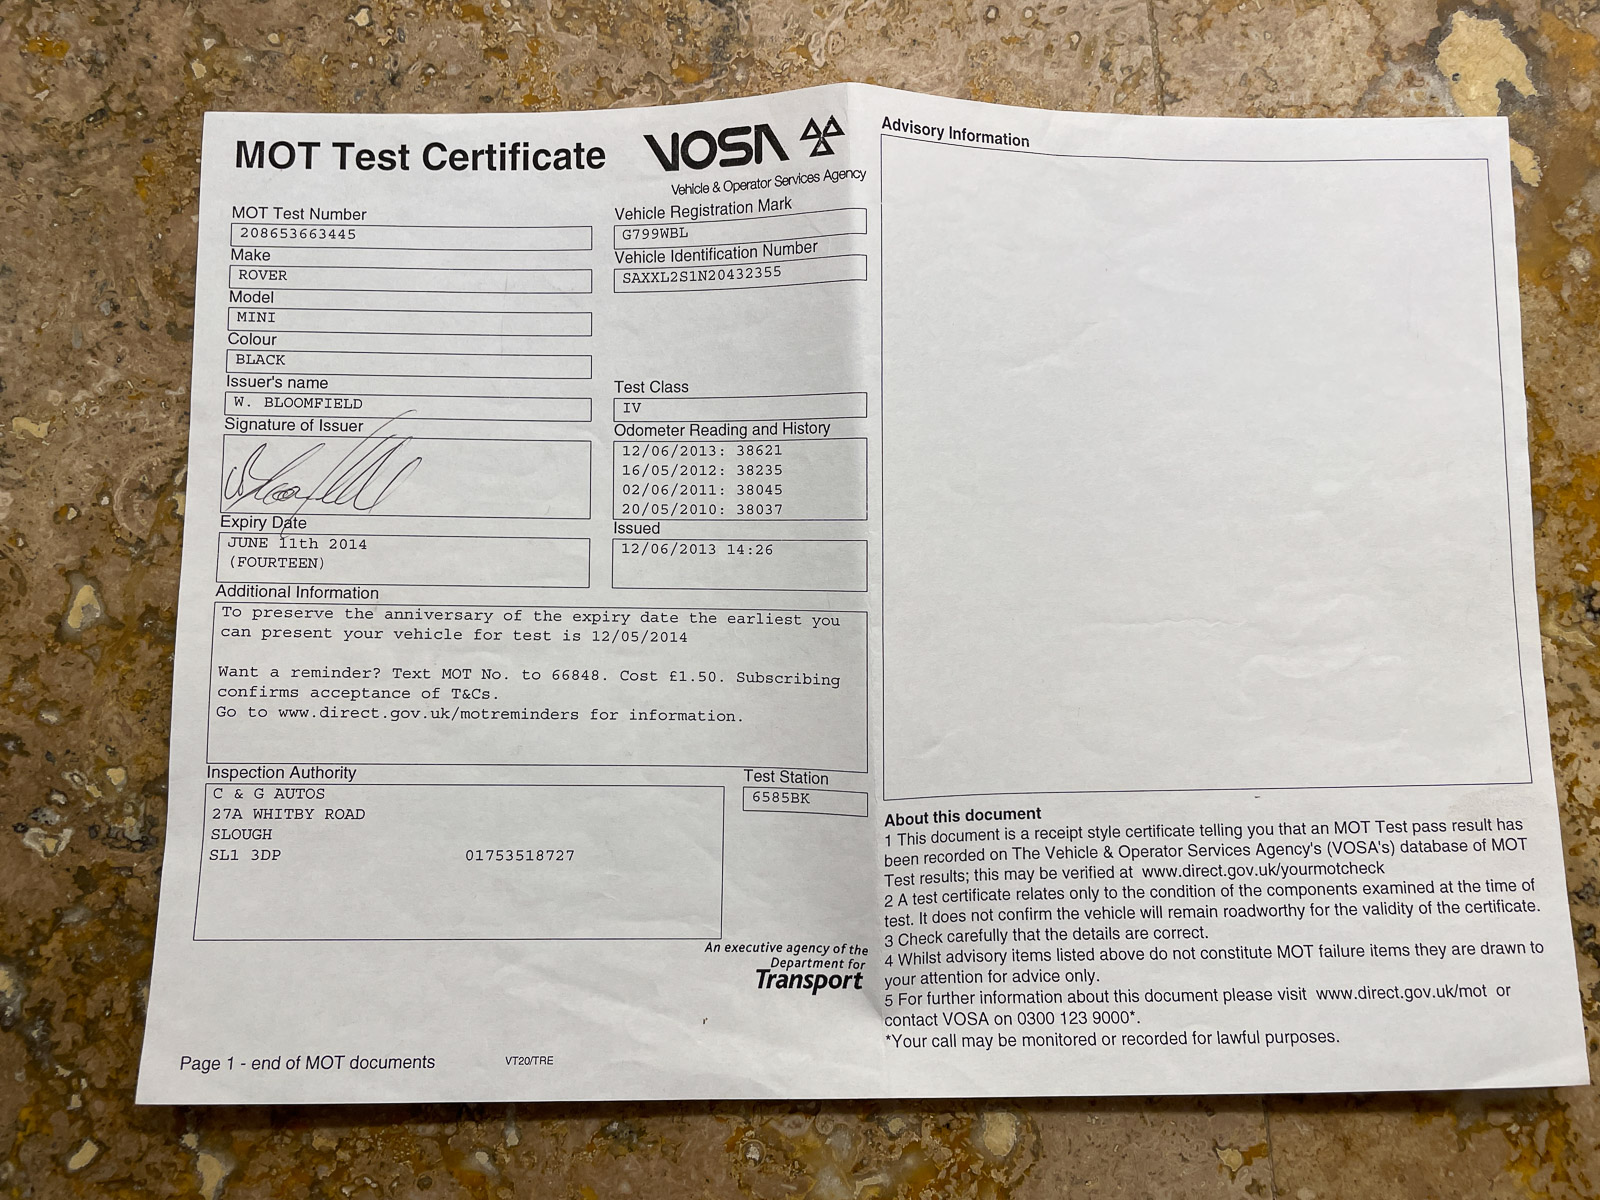 MOT Test Certificate
VOSA
Vehicle & Operator Services Agency
MOT Test Number
208653663445
Vehicle Registration Mark
G799WBL
Make
ROVER
Vehicle Identification Number
SAXXL2S1N20432355
Model
MINI
Colour
BLACK
Issuer's name
W. BLOOMFIELD
Test Class
IV
Signature of Issuer
Odometer Reading and History
12/06/2013: 38621
16/05/2012: 38235
02/06/2011: 38045
20/05/2010: 38037
Expiry Date
JUNE 11th 2014
(FOURTEEN)
Issued
12/06/2013 14:26
Additional Information
To preserve the anniversary of the expiry date the earliest you
can present your vehicle for test is 12/05/2014
Want a reminder? Text MOT No. to 66848. Cost £1.50. Subscribing
confirms acceptance of T&Cs.
Go to www.direct.gov.uk/motreminders for information.
Inspection Authority
C & G AUTOS
27A WHITBY ROAD
SLOUGH
SL1 3DP 01753518727
Test Station
6585BK
An executive agency of the
Department for
Transport
Page 1 - end of MOT documents
VT20/TRE
Advisory Information
About this document
1 This document is a receipt style certificate telling you that an MOT Test pass result has
been recorded on The Vehicle & Operator Services Agency's (VOSA's) database of MOT
Test results; this may be verified at www.direct.gov.uk/yourmotcheck
2 A test certificate relates only to the condition of the components examined at the time of
test. It does not confirm the vehicle will remain roadworthy for the validity of the certificate.
3 Check carefully that the details are correct.
4 Whilst advisory items listed above do not constitute MOT failure items they are drawn to
your attention for advice only.
5 For further information about this document please visit www.direct.gov.uk/mot or
contact VOSA on 0300 123 9000*.
*Your call may be monitored or recorded for lawful purposes.